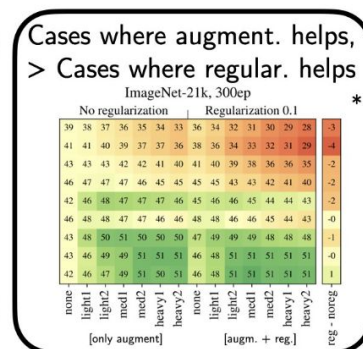 Cases where augment. helps,
> Cases where regular. helps
*
ImageNet-21k, 300ep
No regularization Regularization 0.1
39 38 37 36 35 34 33 36 34 32 31 30 29 28 -3
41 41 40 39 37 37 36 38 36 34 33 32 31 29 -4
43 43 43 42 42 41 40 41 40 39 38 36 36 35 -2
46 47 47 47 46 45 45 45 45 43 43 42 41 40 -2
42 46 48 47 47 47 46 45 46 46 45 44 44 43 -2
46 48 48 47 47 46 46 48 48 46 46 45 44 43 -0
43 48 50 51 50 50 50 47 49 49 49 49 48 48 -1
43 46 49 49 51 51 51 46 48 51 51 51 51 51 -0
42 46 47 49 51 51 51 46 48 51 51 51 51 51 1
none light1- light2 med1 med2 heavy1- heavy2 none light1- light2 med1 med2 heavy1- heavy2 reg - noreg
[only augment] [augm. + reg.]